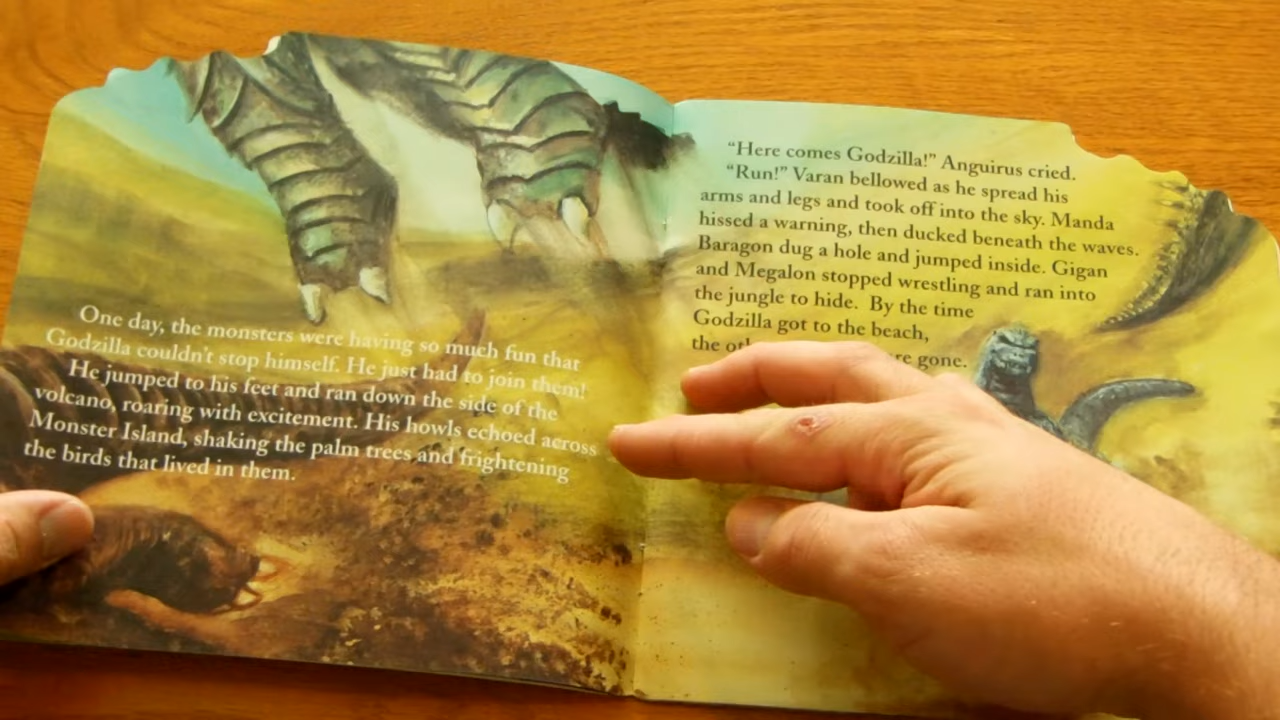 One day, the monsters were having so much fun that
Godzilla couldn't stop himself. He just had to join them!
He jumped to his feet and ran down the side of the
volcano, roaring with excitement. His howls echoed across
Monster Island, shaking the palm trees and frightening
the birds that lived in them.
"Here comes Godzilla!" Anguirus cried.
"Run!" Varan bellowed as he spread his
arms and legs and took off into the sky. Manda
hissed a warning, then ducked beneath the waves.
Baragon dug a hole and jumped inside. Gigan
and Megalon stopped wrestling and ran into
the jungle to hide. By the time
Godzilla got to the beach,
the gone.